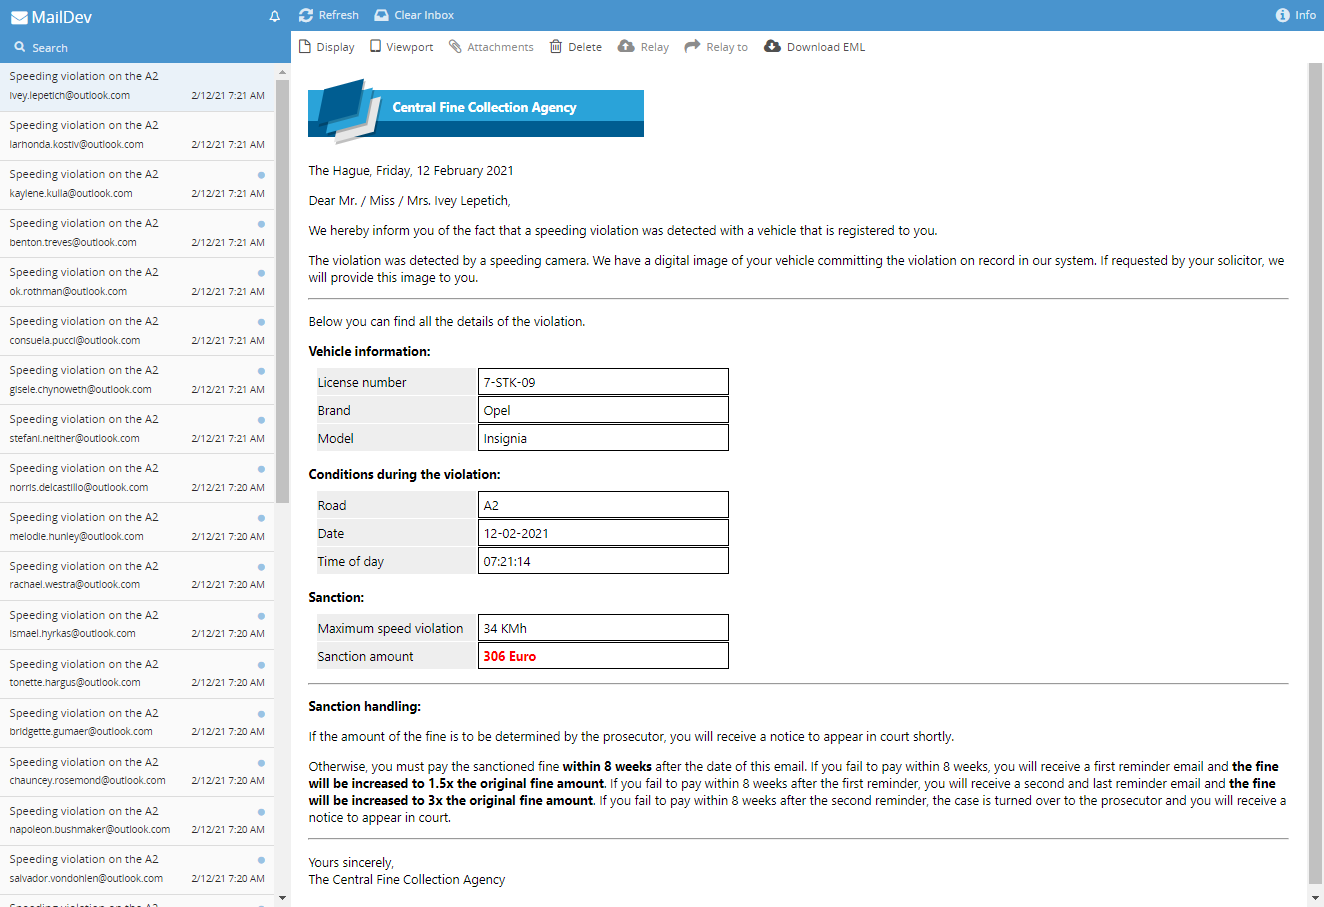 MailDev
Refresh
Clear Inbox
Info
Search
Display
Viewport
Attachments
Delete
Relay
Relay to
Download EML
Speeding violation on the A2
ivey.lepetich@outlook.com 2/12/21 7:21 AM
Speeding violation on the A2
larhonda.kostiv@outlook.com 2/12/21 7:21 AM
Speeding violation on the A2
kaylene.kulla@outlook.com 2/12/21 7:21 AM
Speeding violation on the A2
benton.treves@outlook.com 2/12/21 7:21 AM
Speeding violation on the A2
ok.rothman@outlook.com 2/12/21 7:21 AM
Speeding violation on the A2
consuela.pucci@outlook.com 2/12/21 7:21 AM
Speeding violation on the A2
gisele.chynoweth@outlook.com 2/12/21 7:21 AM
Speeding violation on the A2
stefani.neither@outlook.com 2/12/21 7:21 AM
Speeding violation on the A2
norris.delcastillo@outlook.com 2/12/21 7:20 AM
Speeding violation on the A2
melodie.hunley@outlook.com 2/12/21 7:20 AM
Speeding violation on the A2
rachael.westra@outlook.com 2/12/21 7:20 AM
Speeding violation on the A2
ismael.hyrkas@outlook.com 2/12/21 7:20 AM
Speeding violation on the A2
tonette.hargus@outlook.com 2/12/21 7:20 AM
Speeding violation on the A2
bridgette.gumaer@outlook.com 2/12/21 7:20 AM
Speeding violation on the A2
chauncey.rosemond@outlook.com 2/12/21 7:20 AM
Speeding violation on the A2
napoleon.bushmaker@outlook.com 2/12/21 7:20 AM
Speeding violation on the A2
salvador.vondohlen@outlook.com 2/12/21 7:20 AM
Speeding violation on the A2
Central Fine Collection Agency
The Hague, Friday, 12 February 2021
Dear Mr. / Miss / Mrs. Ivey Lepetich,
We hereby inform you of the fact that a speeding violation was detected with a vehicle that is registered to you.
The violation was detected by a speeding camera. We have a digital image of your vehicle committing the violation on record in our system. If requested by your solicitor, we
will provide this image to you.
Below you can find all the details of the violation.
Vehicle information:
License number 7-STK-09
Brand Opel
Model Insignia
Conditions during the violation:
Road A2
Date 12-02-2021
Time of day 07:21:14
Sanction:
Maximum speed violation 34 KMh
Sanction amount 306 Euro
Sanction handling:
If the amount of the fine is to be determined by the prosecutor, you will receive a notice to appear in court shortly.
Otherwise, you must pay the sanctioned fine within 8 weeks after the date of this email. If you fail to pay within 8 weeks, you will receive a first reminder email and the fine
will be increased to 1.5x the original fine amount. If you fail to pay within 8 weeks after the first reminder, you will receive a second and last reminder email and the fine
will be increased to 3x the original fine amount. If you fail to pay within 8 weeks after the second reminder, the case is turned over to the prosecutor and you will receive a
notice to appear in court.
Yours sincerely,
The Central Fine Collection Agency